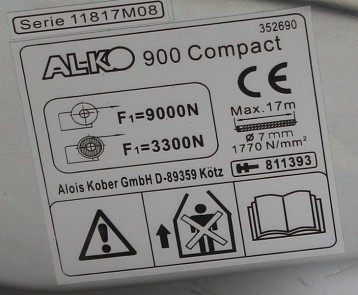 Serie 11817M08
352690
AL-KO 900 Compact
CE
F1=9000N
F1=3300N
Max. 17m
Ø 7 mm
1770 N/mm²
811393
Alois Kober GmbH D-89359 Kötz